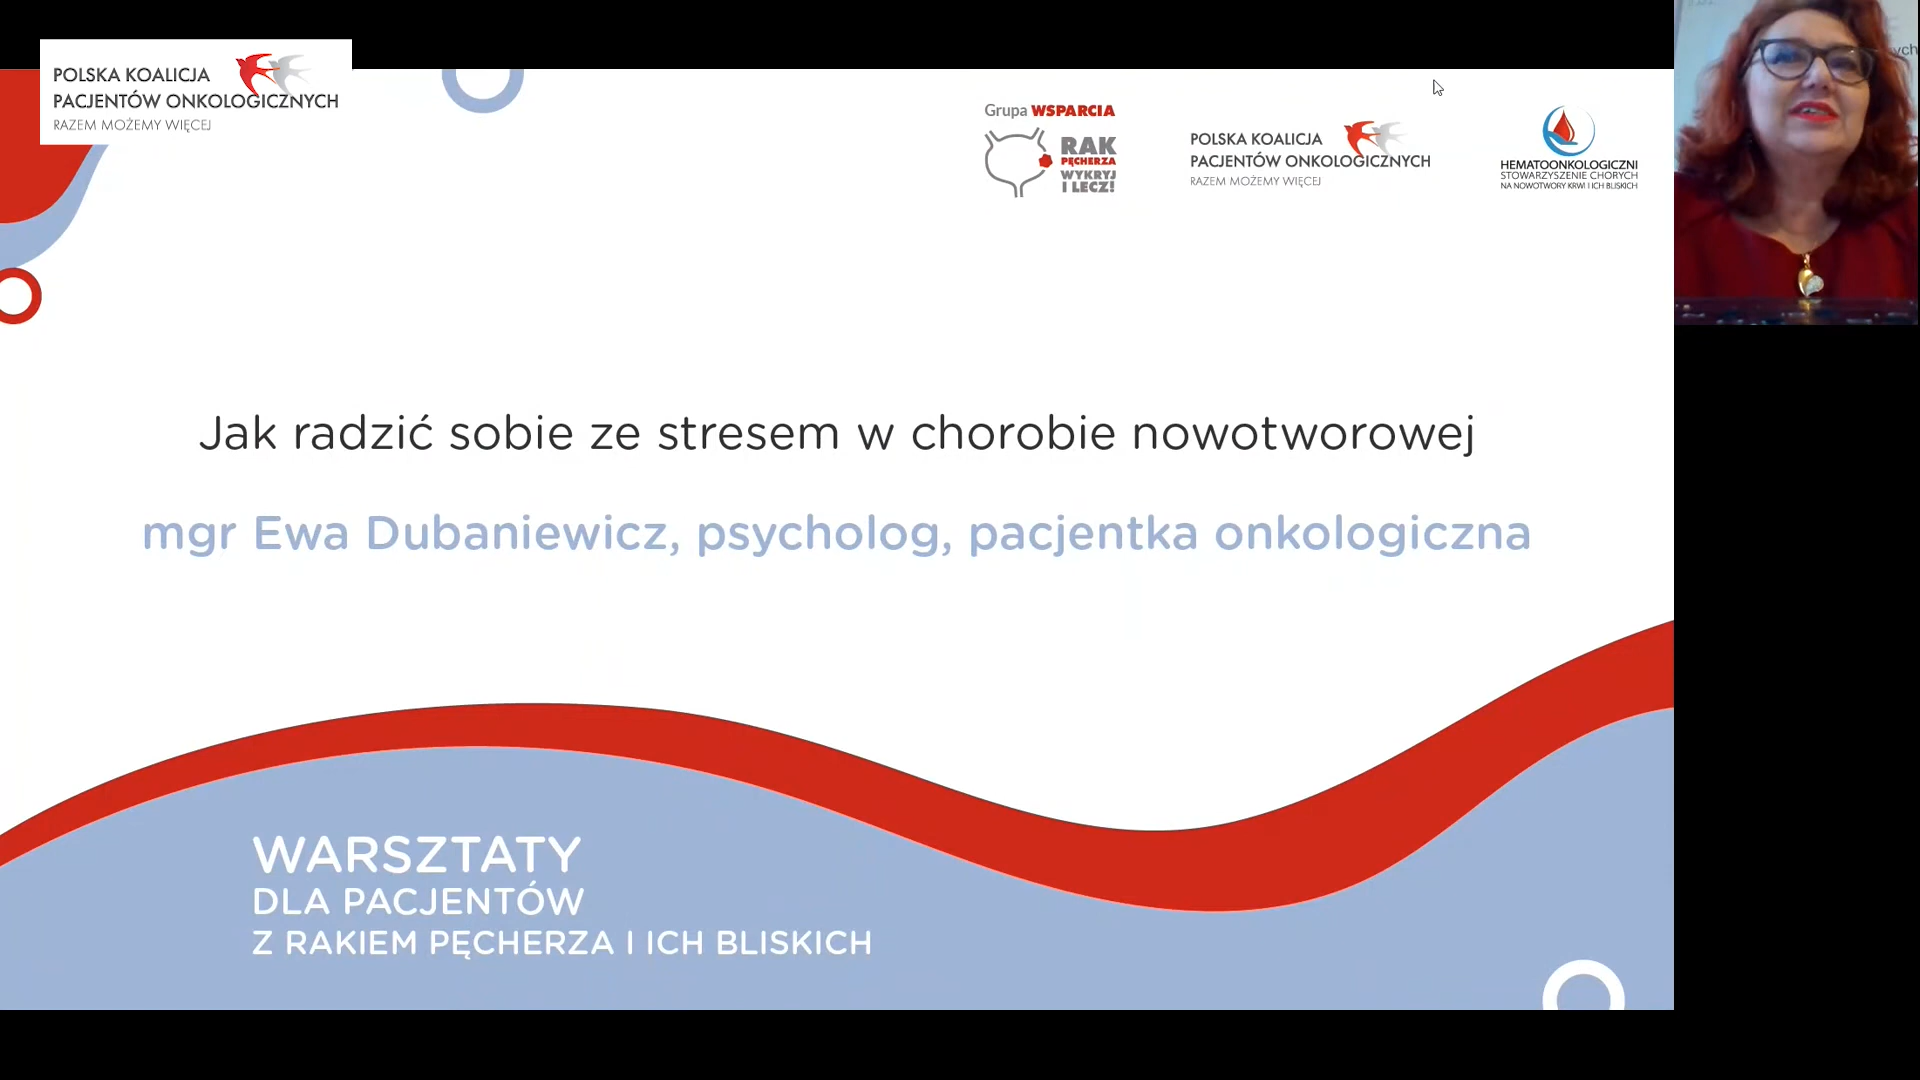 POLSKA KOALICJA
PACJENTÓW ONKOLOGICZNYCH
RAZEM MOŻEMY WIĘCEJ
Grupa WSPARCIA
RAK
PĘCHERZA
WYKRYJ
I LECZ!
POLSKA KOALICJA
PACJENTÓW ONKOLOGICZNYCH
RAZEM MOŻEMY WIĘCEJ
HEMATOONKOLOGICZNI
STOWARZYSZENIE CHORYCH
NA NOWOTWORY KRWI I ICH BLISKICH
Jak radzić sobie ze stresem w chorobie nowotworowej
mgr Ewa Dubaniewicz, psycholog, pacjentka onkologiczna
WARSZTATY
DLA PACJENTÓW
Z RAKIEM PĘCHERZA I ICH BLISKICH